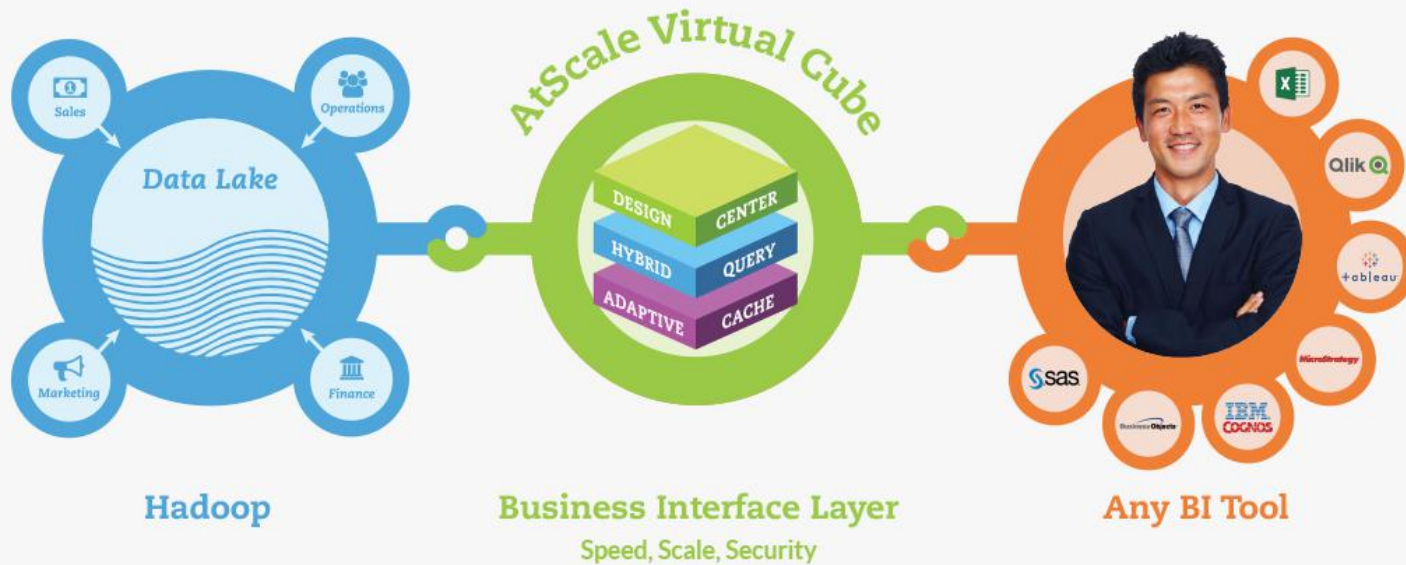 AtScale Virtual Cube
Sales
Operations
Data Lake
Marketing
Finance
DESIGN CENTER
HYBRID QUERY
ADAPTIVE CACHE
X
Qlik
+ableau
MicroStrategy
IBM
COGNOS
Business Objects
sas
Hadoop
Business Interface Layer
Speed, Scale, Security
Any BI Tool